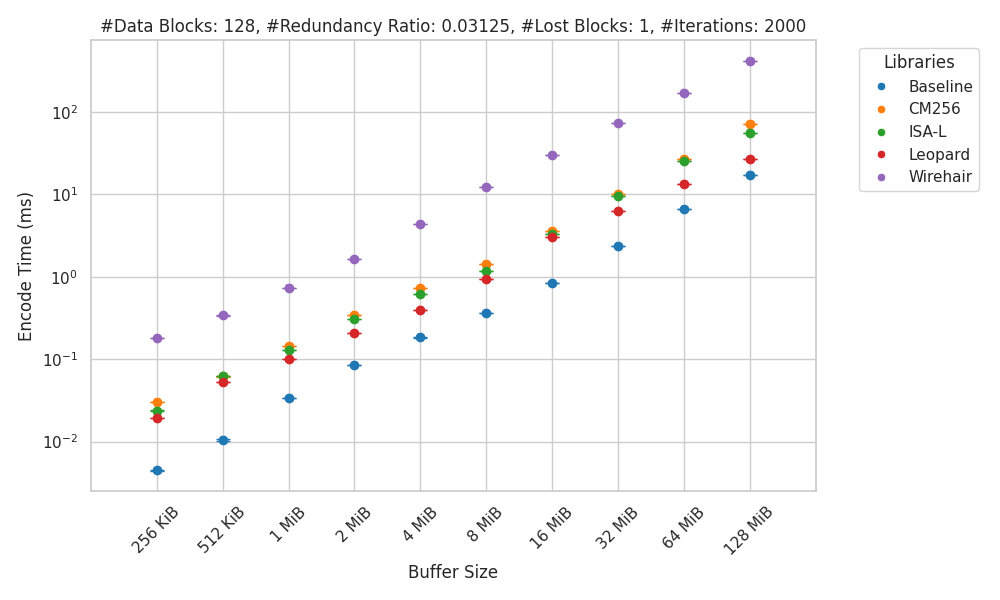 #Data Blocks: 128, #Redundancy Ratio: 0.03125, #Lost Blocks: 1, #Iterations: 2000
Libraries
Baseline
CM256
ISA-L
Leopard
Wirehair
Encode Time (ms)
10²
10¹
10⁰
10⁻¹
10⁻²
256 KiB
512 KiB
1 MiB
2 MiB
4 MiB
8 MiB
16 MiB
32 MiB
64 MiB
128 MiB
Buffer Size